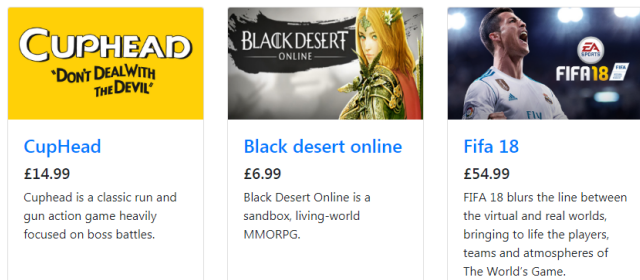 CUPHEAD
"DON'T DEAL WITH
THE DEVIL"
CupHead
£14.99
Cuphead is a classic run and
gun action game heavily
focused on boss battles.
BLACK DESERT
ONLINE
Black desert online
£6.99
Black Desert Online is a
sandbox, living-world
MMORPG.
EA
SPORTS
FIFA 18
FIFA
Fifa 18
£54.99
FIFA 18 blurs the line between
the virtual and real worlds,
bringing to life the players,
teams and atmospheres of
The World's Game.